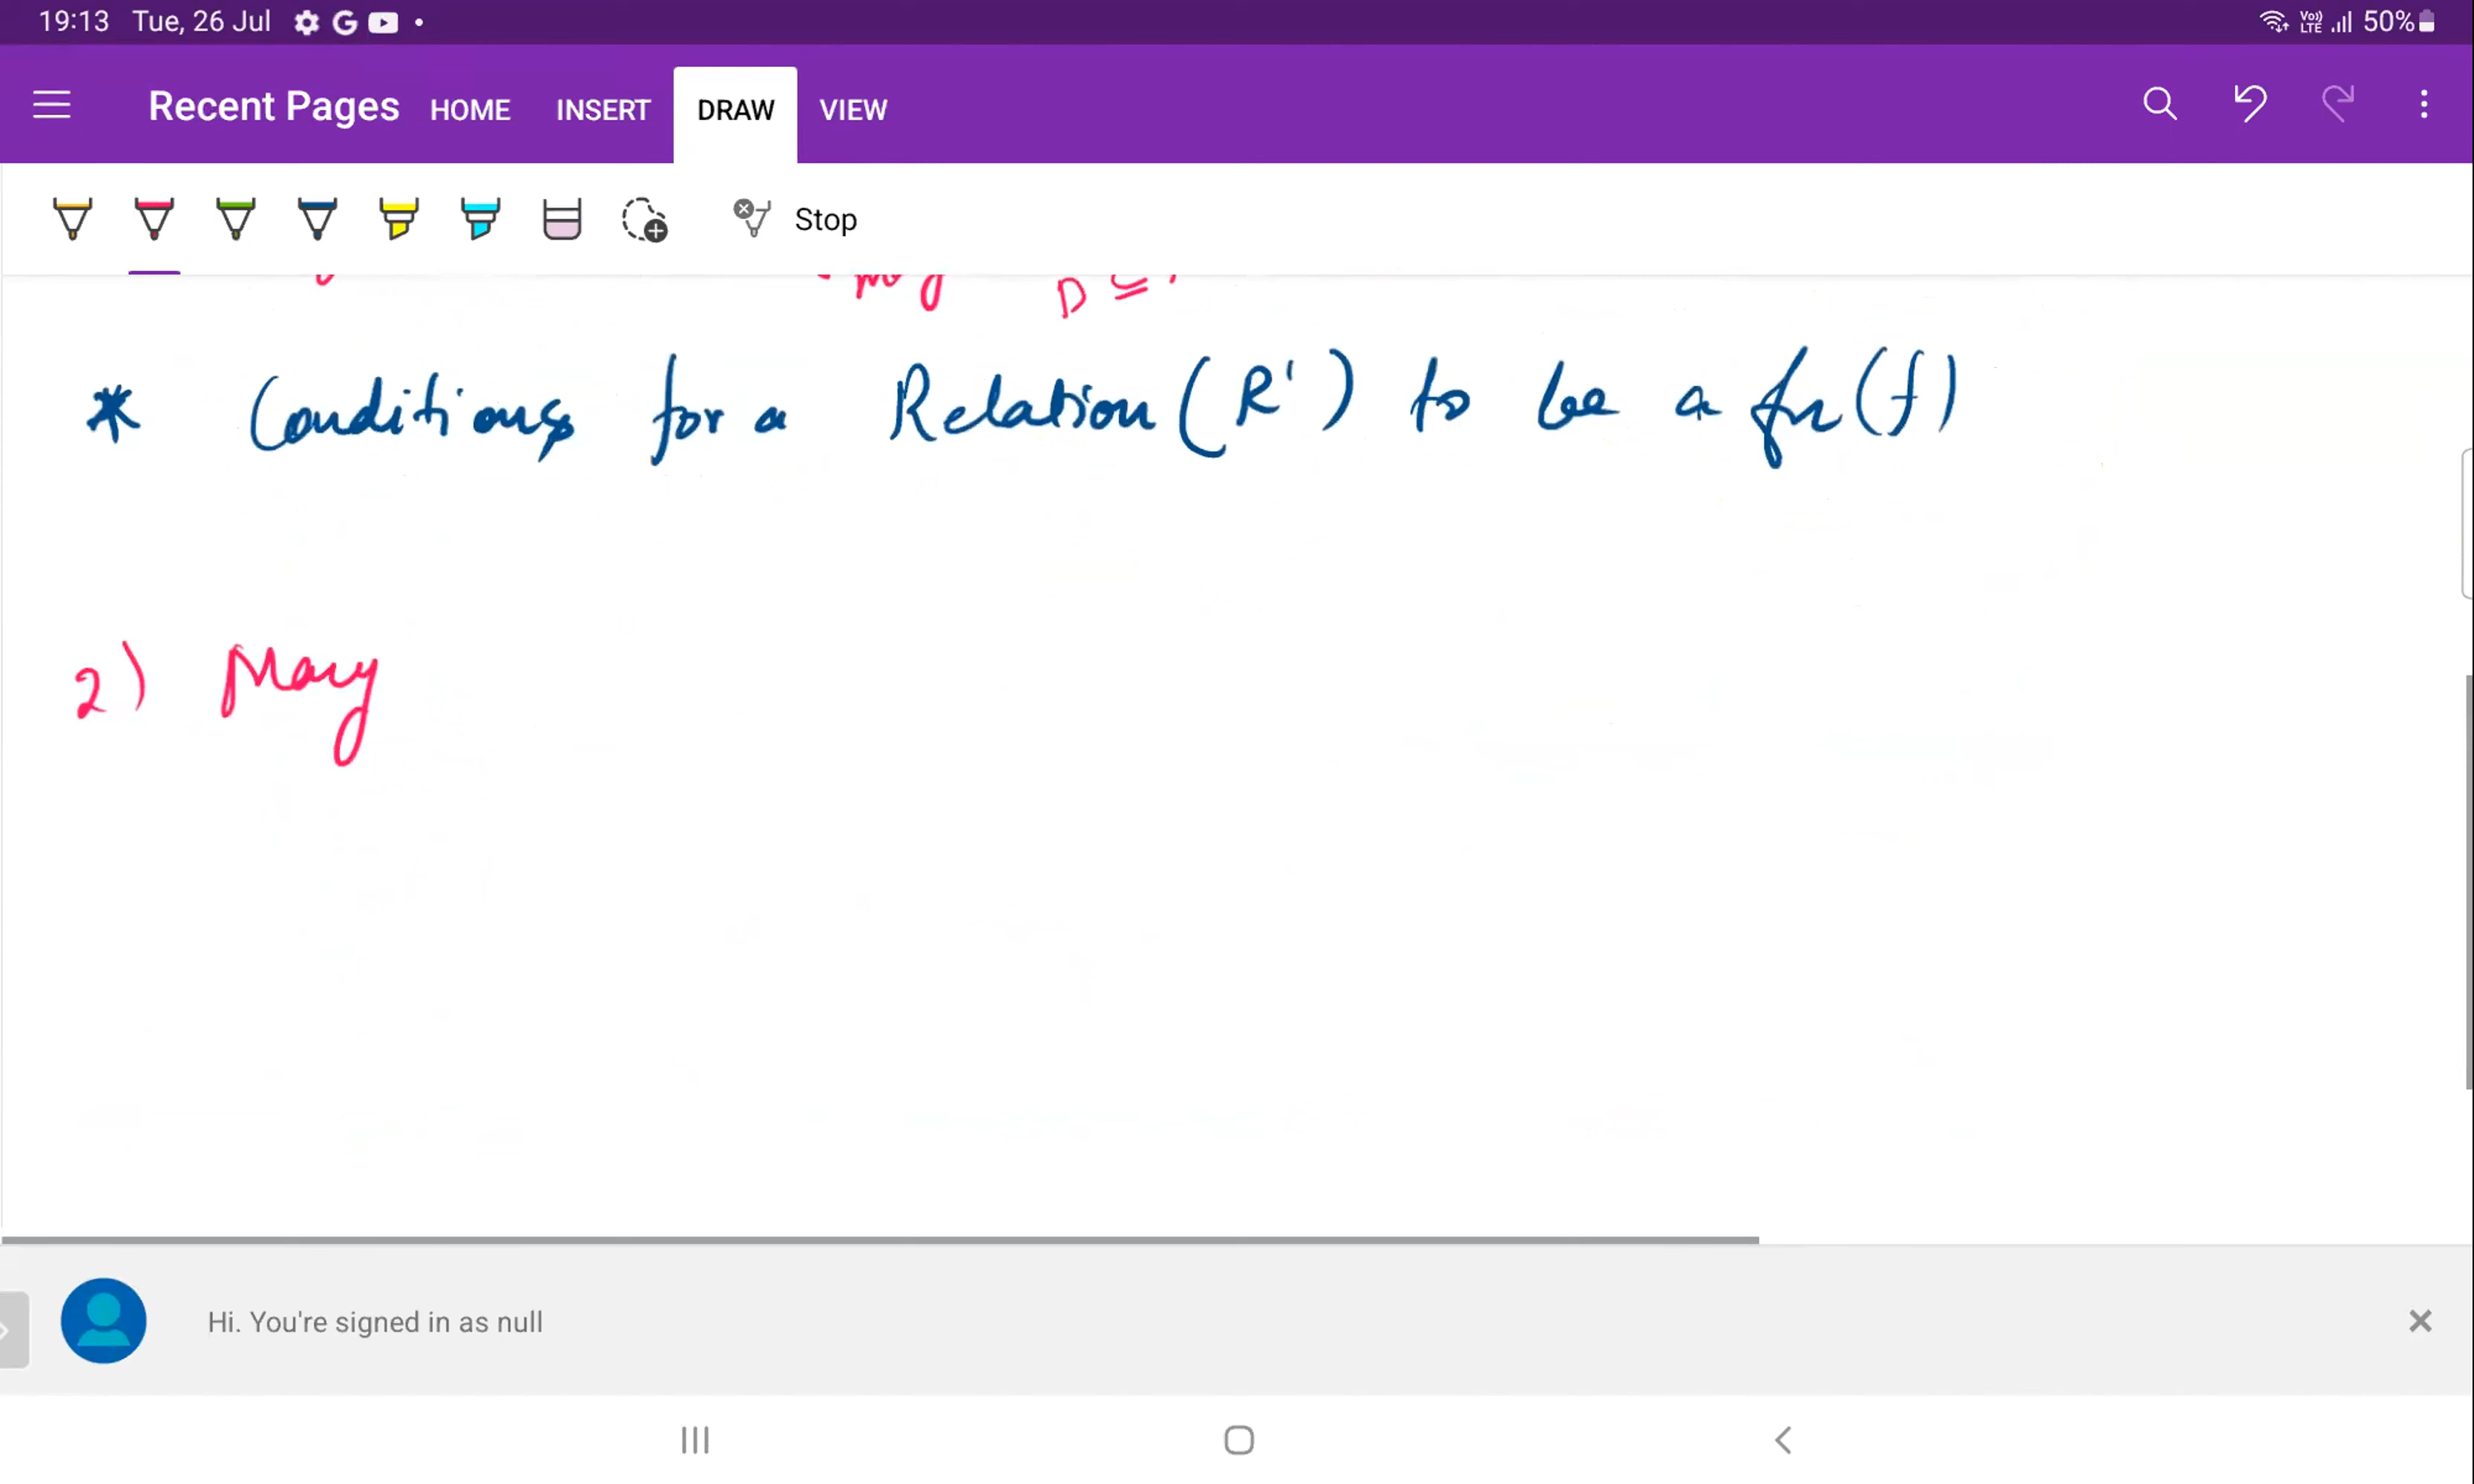 19:13 Tue, 26 Jul 50%
Recent Pages HOME INSERT DRAW VIEW
Stop
* Conditions for a Relation (R') to be a fn (f)
2) Many
Hi. You're signed in as null